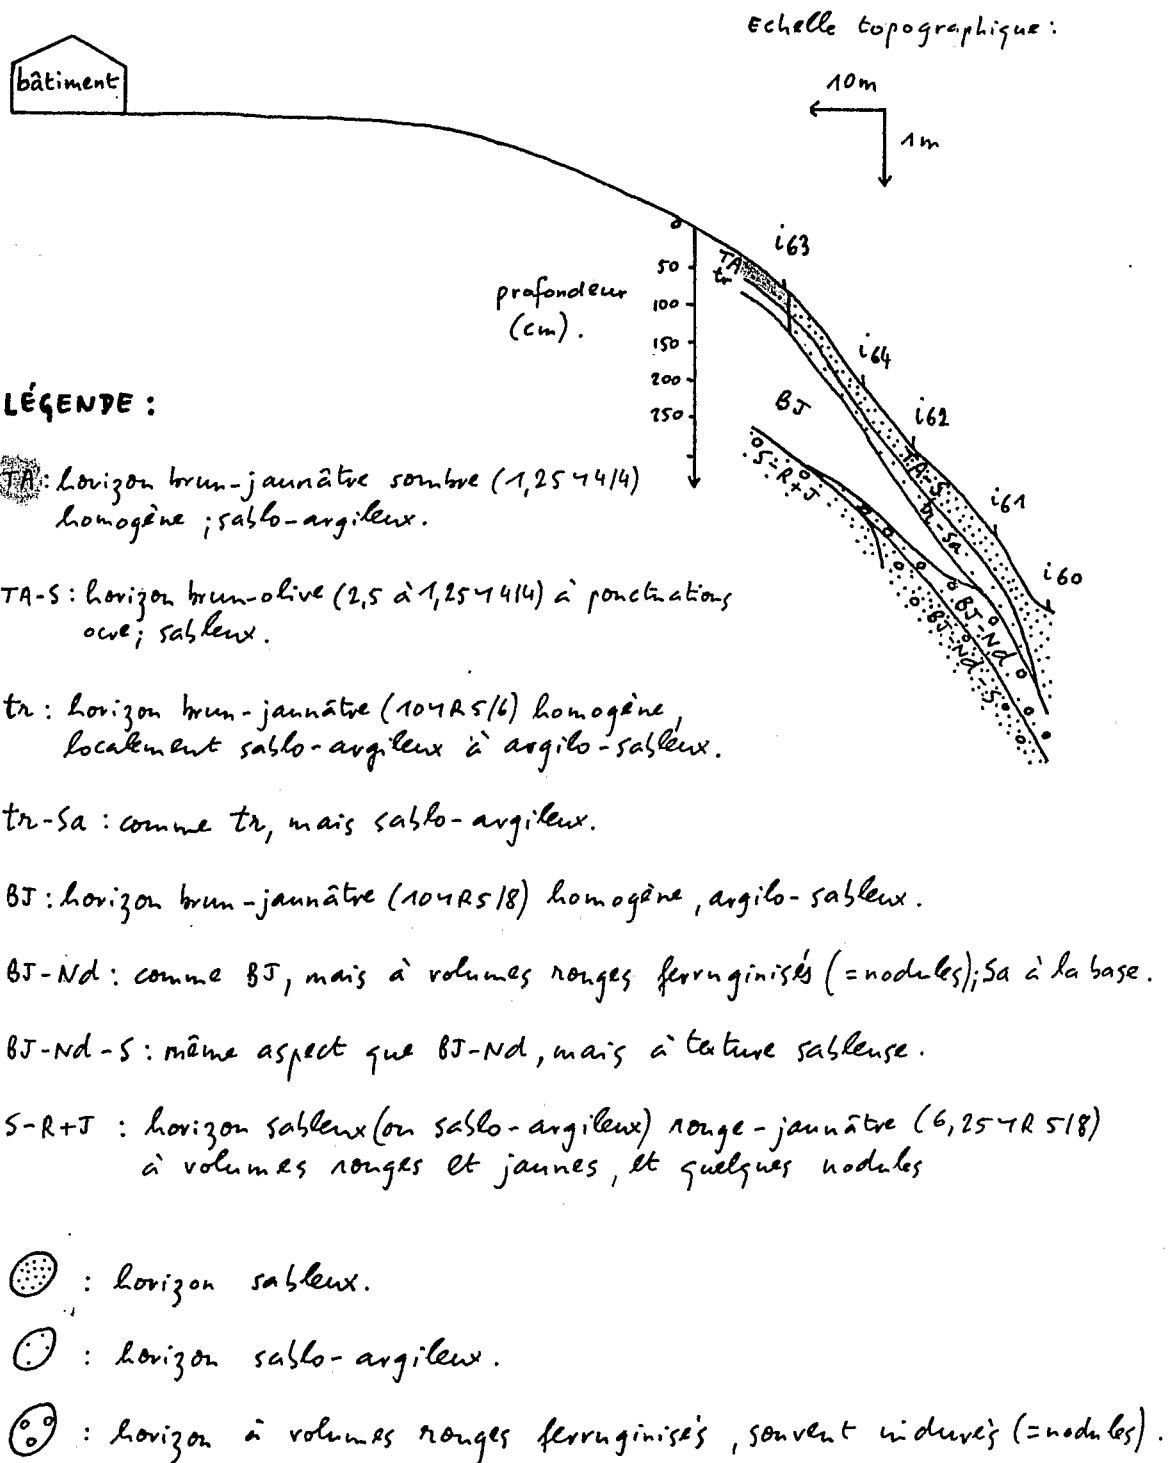 Echelle topographique :
bâtiment
10m
1m
0
50
100
150
200
250
profondeur
(cm).
TA
tr
i63
i64
i62
i61
i60
BJ
S-R+J
TA-S
tr-Sa
BJ-Nd
BJ-Nd-S
LÉGENDE :
TA : horizon brun-jaunâtre sombre (1,25Y4/4)
homogène ; sablo-argileux.
TA-S : horizon brun-olive (2,5 à 1,25Y4/4) à ponctuations
ocre; sableux.
tr : horizon brun-jaunâtre (10YR5/6) homogène,
localement sablo-argileux à argilo-sableux.
tr-Sa : comme tr, mais sablo-argileux.
BJ : horizon brun-jaunâtre (10YR5/8) homogène, argilo-sableux.
BJ-Nd : comme BJ, mais à volumes rouges ferruginisés (=nodules); Sa à la base.
BJ-Nd-S : même aspect que BJ-Nd, mais à texture sableuse.
S-R+J : horizon sableux (ou sablo-argileux) rouge-jaunâtre (6,25YR 5/8)
à volumes rouges et jaunes, et quelques nodules
: horizon sableux.
: horizon sablo-argileux.
: horizon à volumes rouges ferruginisés, souvent indurés (=nodules).